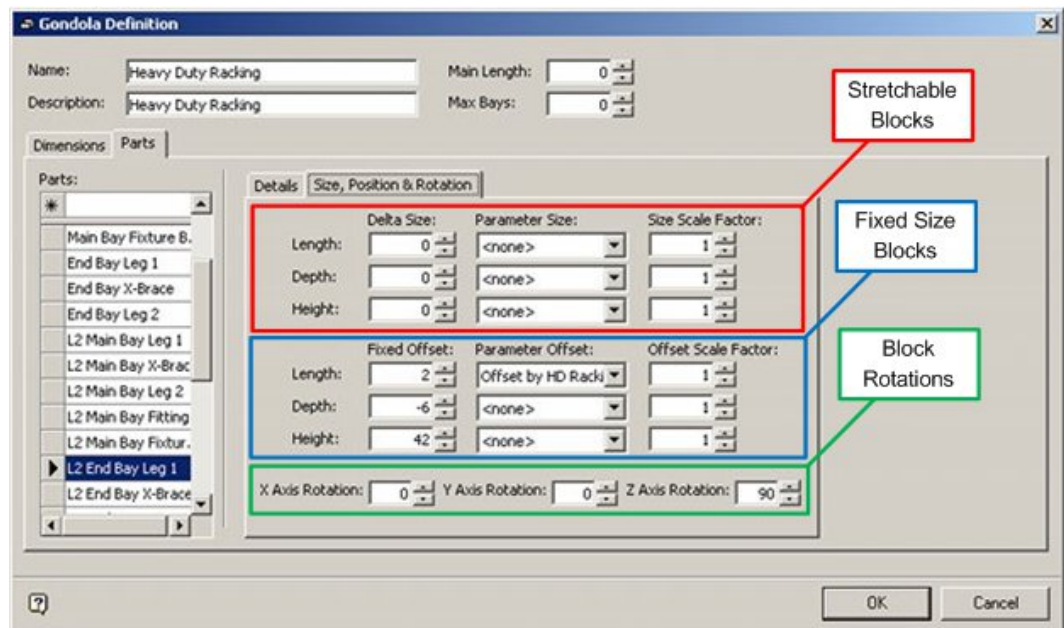 Gondola Definition
Name: Heavy Duty Racking Main Length: 0
Description: Heavy Duty Racking Max Bays: 0
Stretchable
Blocks
Dimensions Parts
Parts:
Details Size, Position & Rotation
Delta Size: Parameter Size: Size Scale Factor:
Length: 0 <none> 1
Depth: 0 <none> 1
Height: 0 <none> 1
Fixed Size
Blocks
Fixed Offset: Parameter Offset: Offset Scale Factor:
Length: 2 Offset by HD Racki 1
Depth: -6 <none> 1
Height: 42 <none> 1
Block
Rotations
X Axis Rotation: 0 Y Axis Rotation: 0 Z Axis Rotation: 90
Main Bay Fixture B.
End Bay Leg 1
End Bay X-Brace
End Bay Leg 2
L2 Main Bay Leg 1
L2 Main Bay X-Brac
L2 Main Bay Leg 2
L2 Main Bay Fitting
L2 Main Bay Fixtur.
L2 End Bay Leg 1
L2 End Bay X-Brace
OK Cancel